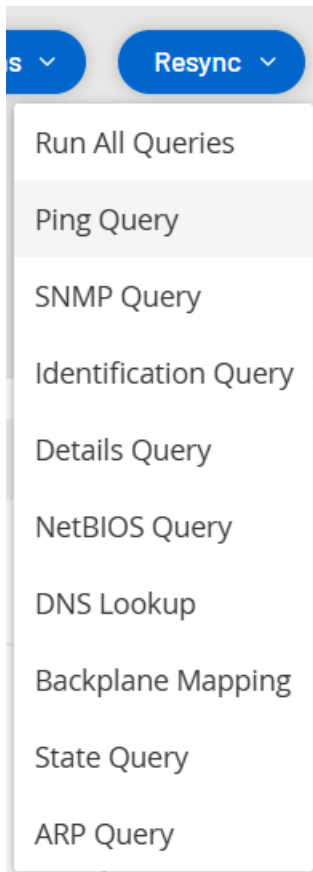 s
Resync
Run All Queries
Ping Query
SNMP Query
Identification Query
Details Query
NetBIOS Query
DNS Lookup
Backplane Mapping
State Query
ARP Query